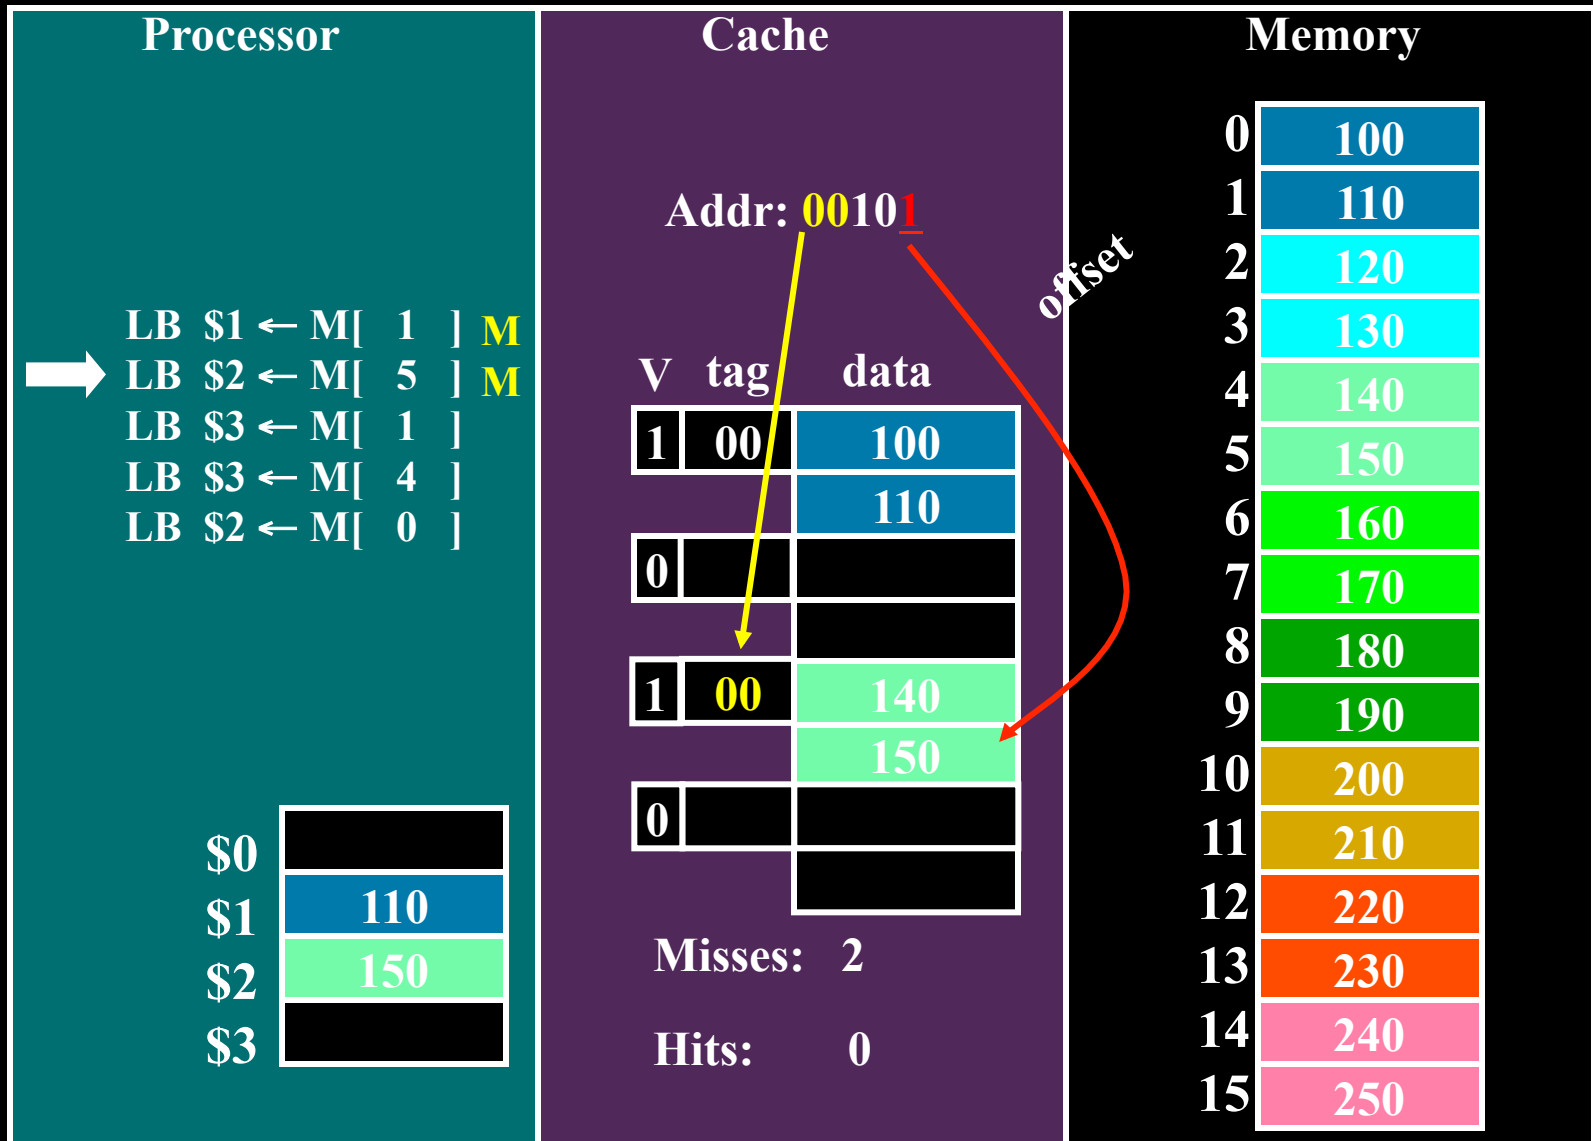 Processor
LB $1 ← M[ 1 ] M
LB $2 ← M[ 5 ] M
LB $3 ← M[ 1 ]
LB $3 ← M[ 4 ]
LB $2 ← M[ 0 ]
$0
$1 110
$2 150
$3
Cache
Addr: 00101
offset
V tag data
1 00 100
110
0
1 00 140
150
0
Misses: 2
Hits: 0
Memory
0 100
1 110
2 120
3 130
4 140
5 150
6 160
7 170
8 180
9 190
10 200
11 210
12 220
13 230
14 240
15 250